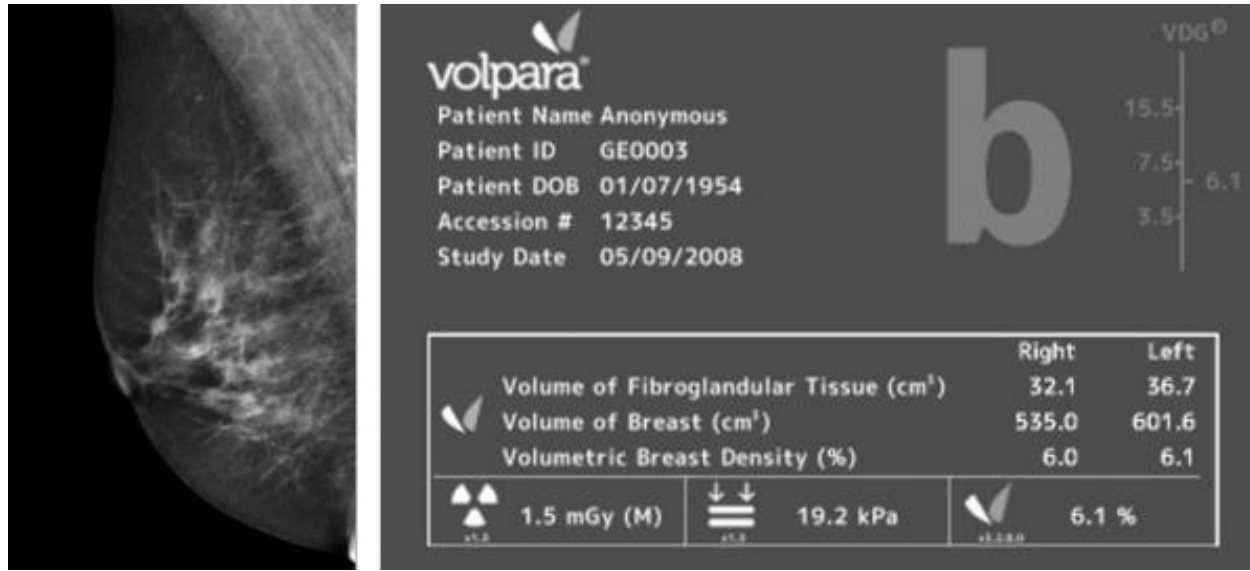 volpara®
Patient Name Anonymous
Patient ID GE0003
Patient DOB 01/07/1954
Accession # 12345
Study Date 05/09/2008
b
VDG©
15.5
7.5
6.1
3.5
Right Left
Volume of Fibroglandular Tissue (cm³) 32.1 36.7
Volume of Breast (cm³) 535.0 601.6
Volumetric Breast Density (%) 6.0 6.1
1.5 mGy (M) 19.2 kPa 6.1 %